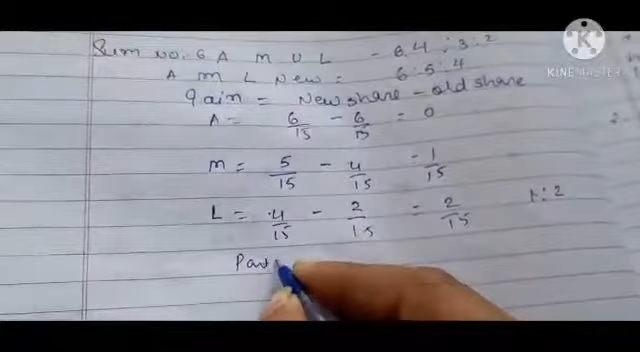 Sum no. 6 A M U L - 6:4:3:2
A M L New = 6:5:4
Gain = New share - old share
A = 6/15 - 6/15 = 0
M = 5/15 - 4/15 = 1/15
L = 4/15 - 2/15 = 2/15 1:2
Pa
KINEMASTER